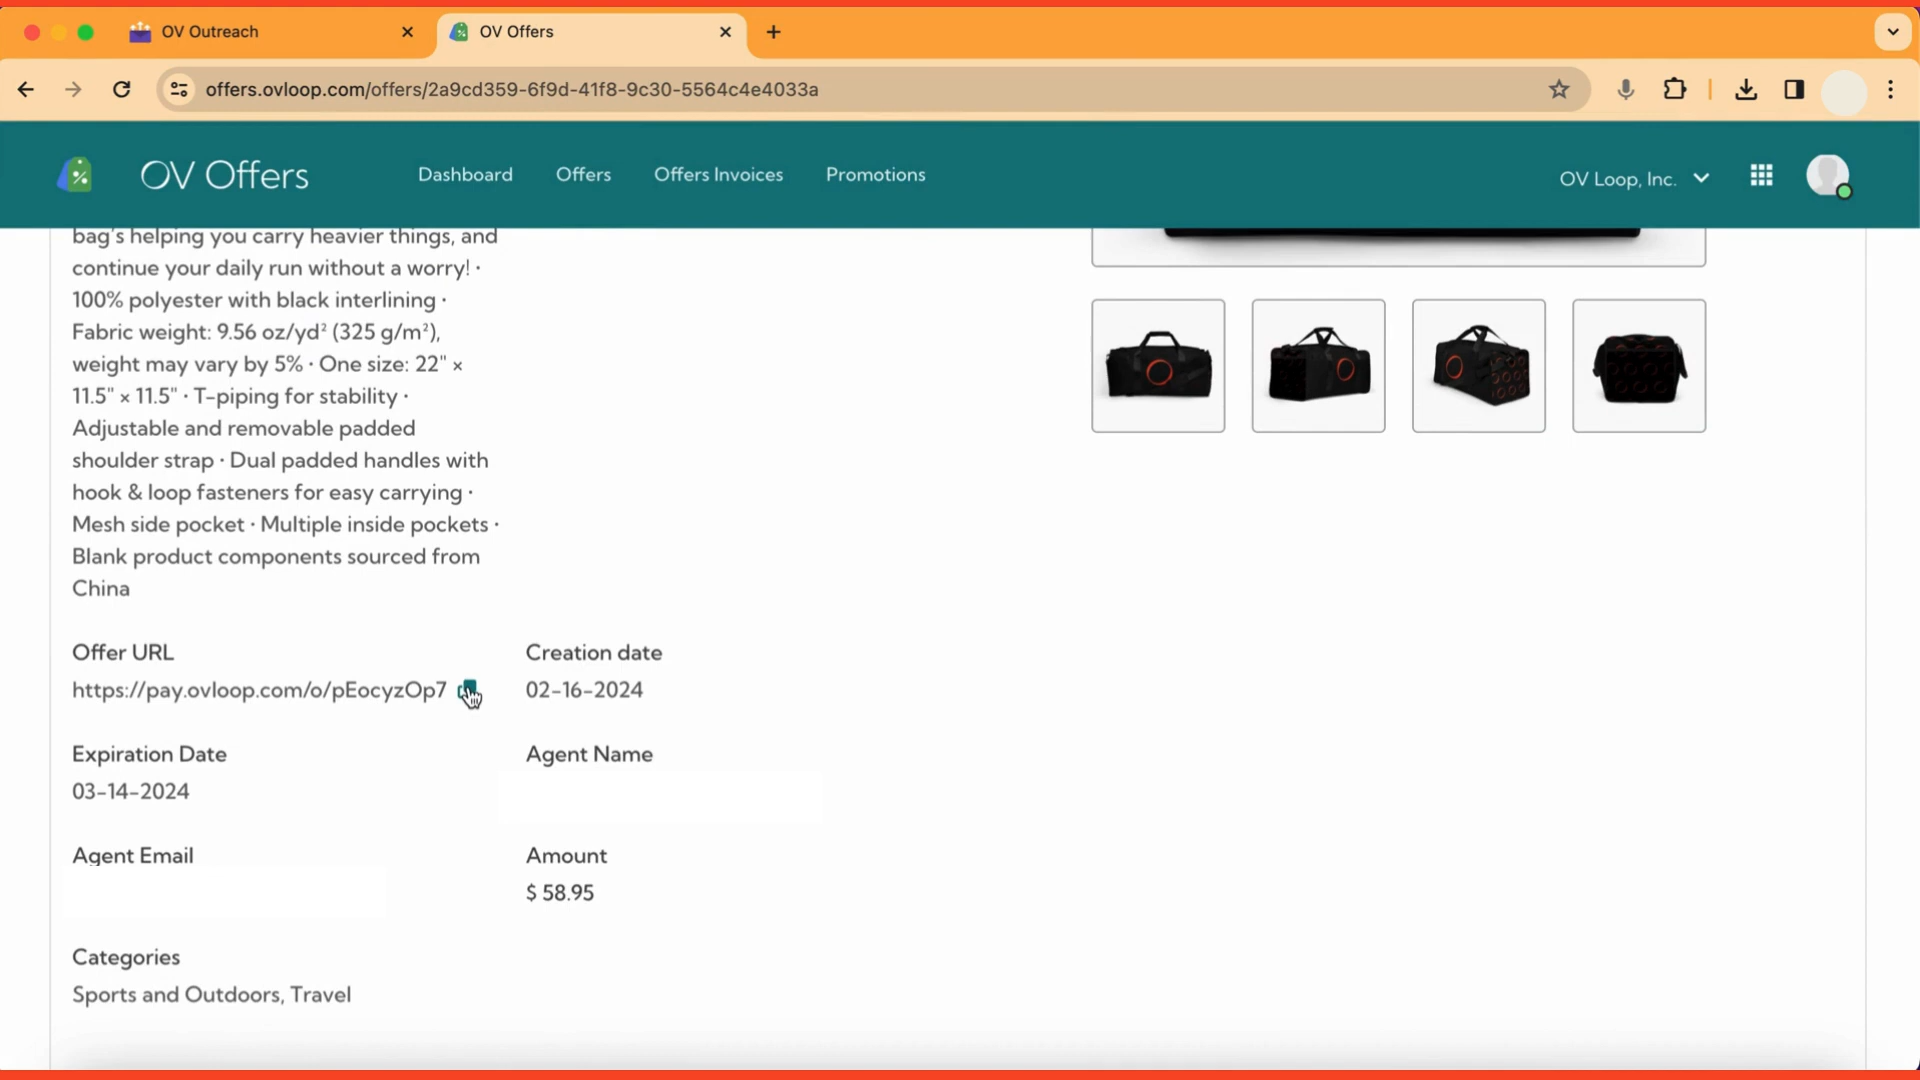 OV Outreach
OV Offers
offers.ovloop.com/offers/2a9cd359-6f9d-41f8-9c30-5564c4e4033a
OV Offers
Dashboard
Offers
Offers Invoices
Promotions
OV Loop, Inc.
bag's helping you carry heavier things, and
continue your daily run without a worry! ·
100% polyester with black interlining ·
Fabric weight: 9.56 oz/yd² (325 g/m²),
weight may vary by 5% · One size: 22" ×
11.5" × 11.5" · T-piping for stability ·
Adjustable and removable padded
shoulder strap · Dual padded handles with
hook & loop fasteners for easy carrying ·
Mesh side pocket · Multiple inside pockets ·
Blank product components sourced from
China
Offer URL
https://pay.ovloop.com/o/pEocyzOp7
Creation date
02-16-2024
Expiration Date
03-14-2024
Agent Name
Agent Email
Amount
$ 58.95
Categories
Sports and Outdoors, Travel